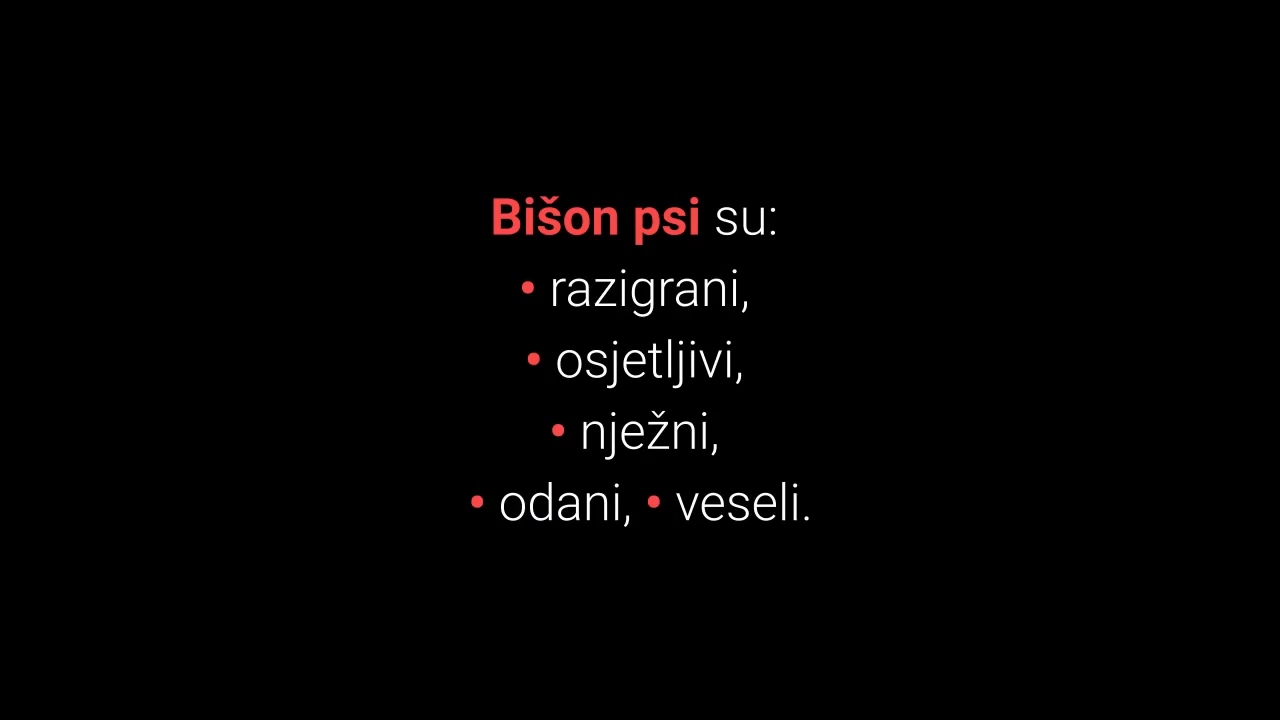 Bišon psi su:
• razigrani,
• osjetljivi,
• nježni,
• odani, • veseli.